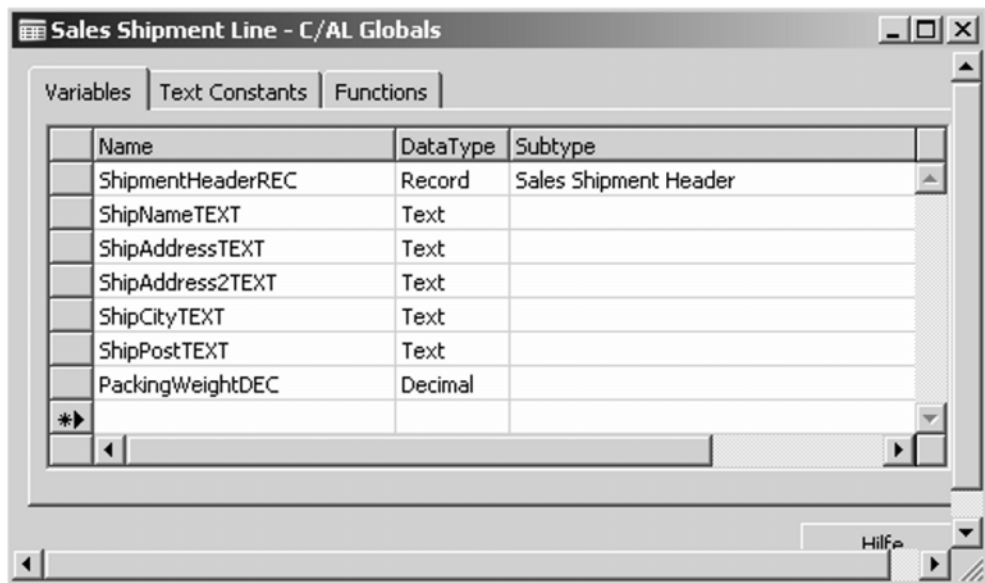 Sales Shipment Line - C/AL Globals
Variables Text Constants Functions
Name DataType Subtype
ShipmentHeaderREC Record Sales Shipment Header
ShipNameTEXT Text
ShipAddressTEXT Text
ShipAddress2TEXT Text
ShipCityTEXT Text
ShipPostTEXT Text
PackingWeightDEC Decimal
Hilfe